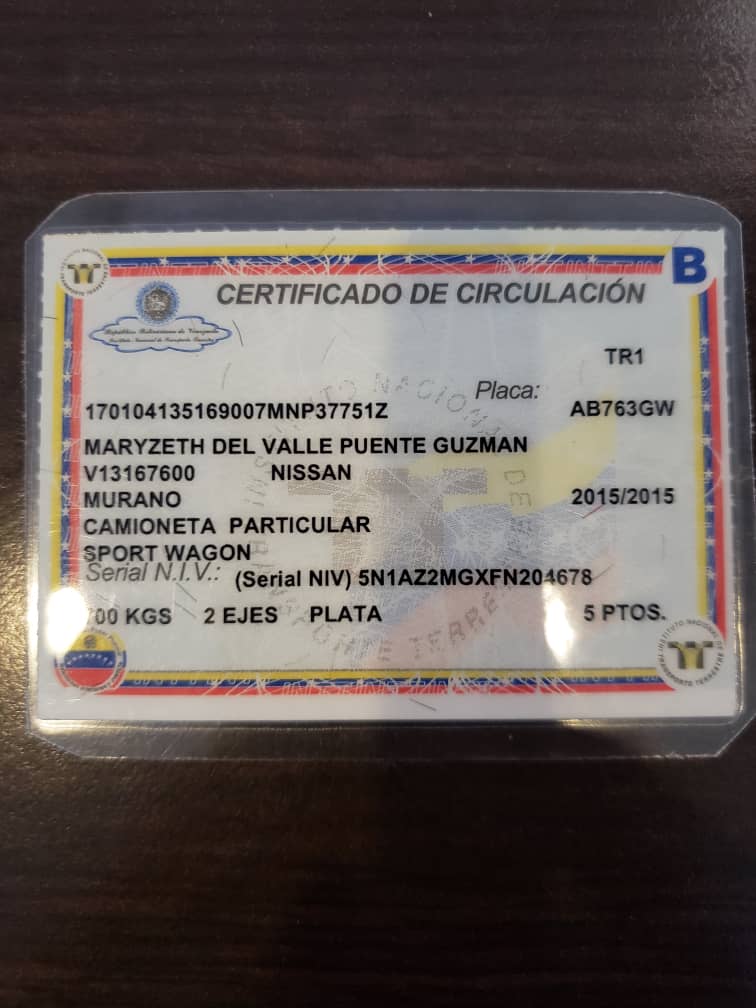 B
CERTIFICADO DE CIRCULACIÓN
República Bolivariana de Venezuela
Instituto Nacional de Transporte Terrestre
TR1
Placa:
170104135169007MNP37751Z AB763GW
MARYZETH DEL VALLE PUENTE GUZMAN
V13167600 NISSAN
MURANO 2015/2015
CAMIONETA PARTICULAR
SPORT WAGON
Serial N.I.V.: (Serial NIV) 5N1AZ2MGXFN204678
00 KGS 2 EJES PLATA 5 PTOS.
INSTITUTO NACIONAL DE TRANSPORTE TERRESTRE